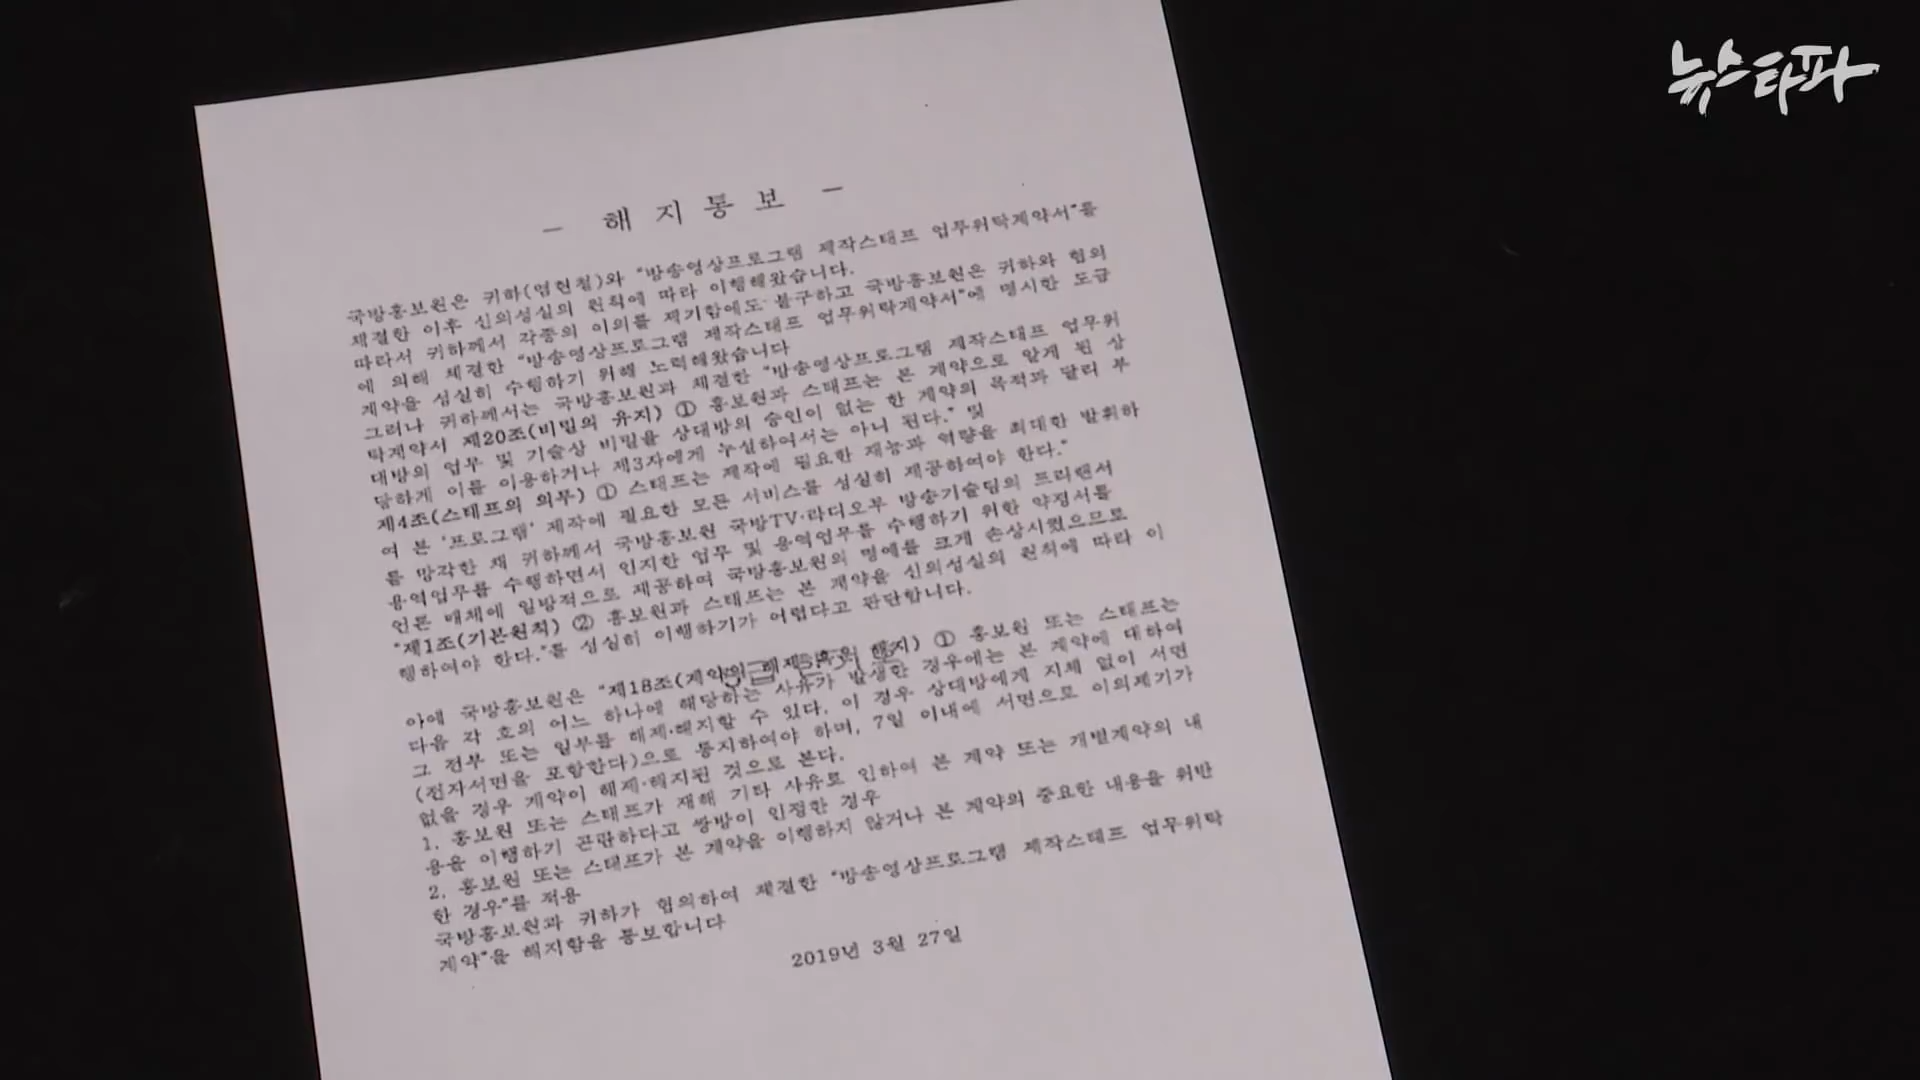 뉴스타파
- 해 지 통 보 -
국방홍보원은 귀하(염현철)와 "방송영상프로그램 제작스태프 업무위탁계약서"를
체결한 이후 신의성실의 원칙에 따라 이행해왔습니다.
따라서 귀하께서 각종의 이의를 제기함에도 불구하고 국방홍보원은 귀하와 협의
에 의해 체결한 "방송영상프로그램 제작스태프 업무위탁계약서"에 명시한 도급
계약을 성실히 수행하기 위해 노력해왔습니다
그러나 귀하께서는 국방홍보원과 체결한 "방송영상프로그램 제작스태프 업무위
탁계약서 제20조(비밀의 유지) ① 홍보원과 스태프는 본 계약으로 알게 된 상
대방의 업무 및 기술상 비밀을 상대방의 승인이 없는 한 계약의 목적과 달리 부
당하게 이를 이용하거나 제3자에게 누설하여서는 아니 된다." 및
제4조(스태프의 의무) ① 스태프는 제작에 필요한 재능과 역량을 최대한 발휘하
여 본 '프로그램' 제작에 필요한 모든 서비스를 성실히 제공하여야 한다."
를 망각한 채 귀하께서 국방홍보원 국방TV·라디오부 방송기술팀의 프리랜서
용역업무를 수행하면서 인지한 업무 및 용역업무를 수행하기 위한 약정서를
언론 매체에 일방적으로 제공하여 국방홍보원의 명예를 크게 손상시켰으므로
"제1조(기본원칙) ② 홍보원과 스태프는 본 계약을 신의성실의 원칙에 따라 이
행하여야 한다."를 성실히 이행하기가 어렵다고 판단합니다.
아에 국방홍보원은 "제18조(계약의 해제 해지) ① 홍보원 또는 스태프는
다음 각 호의 어느 하나에 해당하는 사유가 발생한 경우에는 본 계약에 대하여
그 전부 또는 일부를 해제·해지할 수 있다. 이 경우 상대방에게 지체 없이 서면
(전자서면을 포함한다)으로 통지하여야 하며, 7일 이내에 서면으로 이의제기가
없을 경우 계약이 해제·해지된 것으로 본다.
1. 홍보원 또는 스태프가 재해 기타 사유로 인하여 본 계약 또는 개별계약의 내
용을 이행하기 곤란하다고 쌍방이 인정한 경우
2. 홍보원 또는 스태프가 본 계약을 이행하지 않거나 본 계약의 중요한 내용을 위반
한 경우"를 적용
국방홍보원과 귀하가 협의하여 체결한 "방송영상프로그램 제작스태프 업무위탁
계약"을 해지함을 통보합니다
2019년 3월 27일